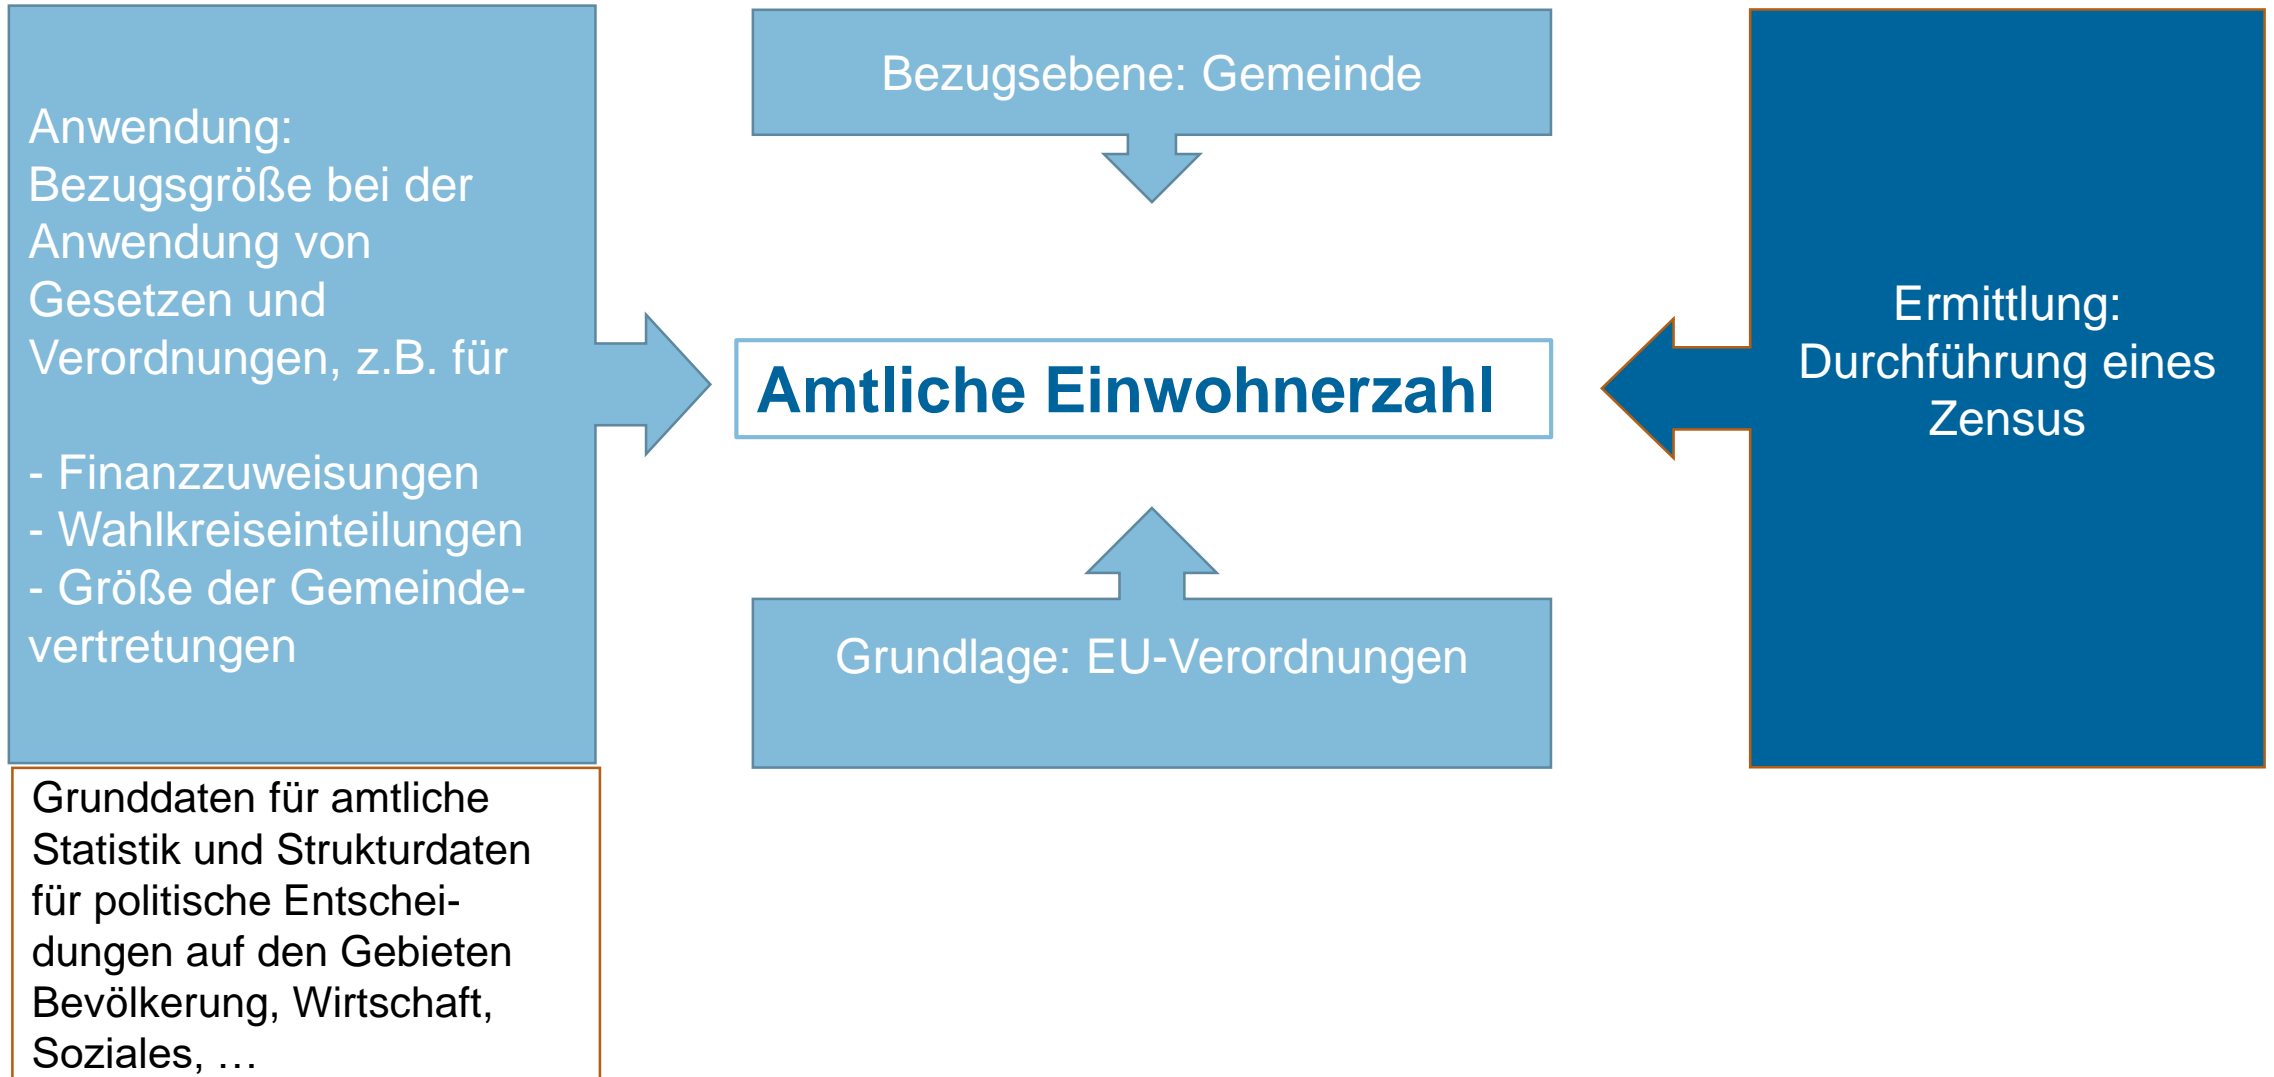 Anwendung:
Bezugsgröße bei der
Anwendung von
Gesetzen und
Verordnungen, z.B. für
- Finanzzuweisungen
- Wahlkreiseinteilungen
- Größe der Gemeinde-
vertretungen
Grunddaten für amtliche
Statistik und Strukturdaten
für politische Entschei-
dungen auf den Gebieten
Bevölkerung, Wirtschaft,
Soziales, …
Bezugsebene: Gemeinde
Amtliche Einwohnerzahl
Grundlage: EU-Verordnungen
Ermittlung:
Durchführung eines
Zensus